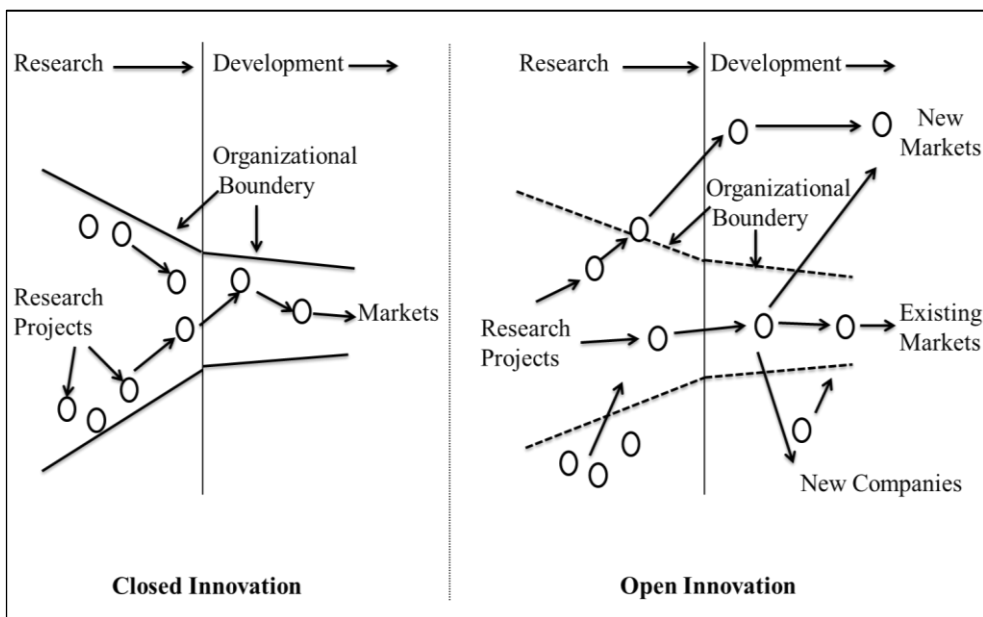 Research
Development
Organizational
Boundery
Research
Projects
Markets
Closed Innovation
Research
Development
New
Markets
Organizational
Boundery
Research
Projects
Existing
Markets
New Companies
Open Innovation